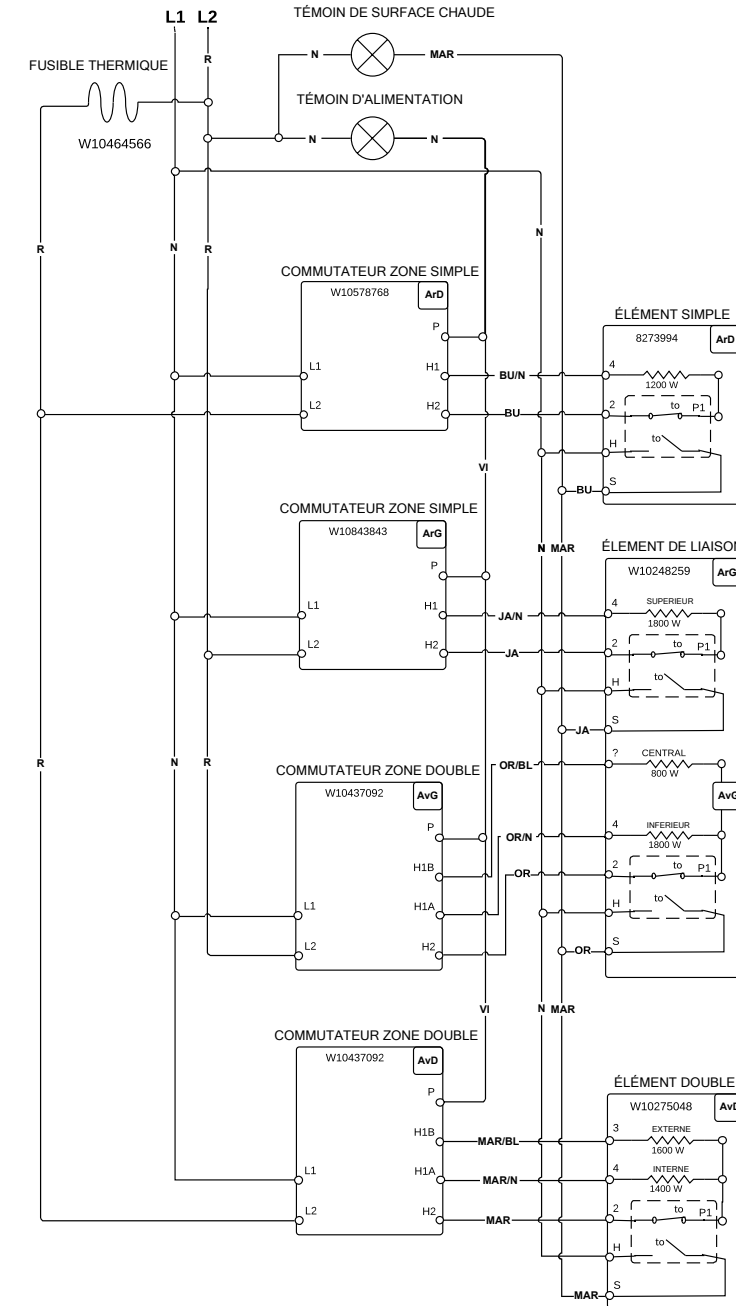 L1 L2
TÉMOIN DE SURFACE CHAUDE
R
N
MAR
FUSIBLE THERMIQUE
TÉMOIN D'ALIMENTATION
W10464566
N
N
N
R
N
R
COMMUTATEUR ZONE SIMPLE
W10578768
ArD
P
L1
H1
BU/N
L2
H2
BU
ÉLÉMENT SIMPLE
8273994
ArD
4
1200 W
2
to
P1
H
to
S
BU
VI
COMMUTATEUR ZONE SIMPLE
W10843843
ArG
P
L1
H1
JA/N
L2
H2
JA
N MAR
ÉLEMENT DE LIAISON
W10248259
ArG
SUPERIEUR
4
1800 W
2
to
P1
H
to
S
JA
R
N
R
COMMUTATEUR ZONE DOUBLE
W10437092
AvG
P
H1B
OR/BL
L1
H1A
OR/N
L2
H2
OR
?
CENTRAL
800 W
AvG
4
INFERIEUR
1800 W
2
to
P1
H
to
S
OR
VI
N MAR
COMMUTATEUR ZONE DOUBLE
W10437092
AvD
P
H1B
MAR/BL
L1
H1A
MAR/N
L2
H2
MAR
ÉLÉMENT DOUBLE
W10275048
AvD
3
EXTERNE
1600 W
4
INTERNE
1400 W
2
to
P1
H
to
S
MAR